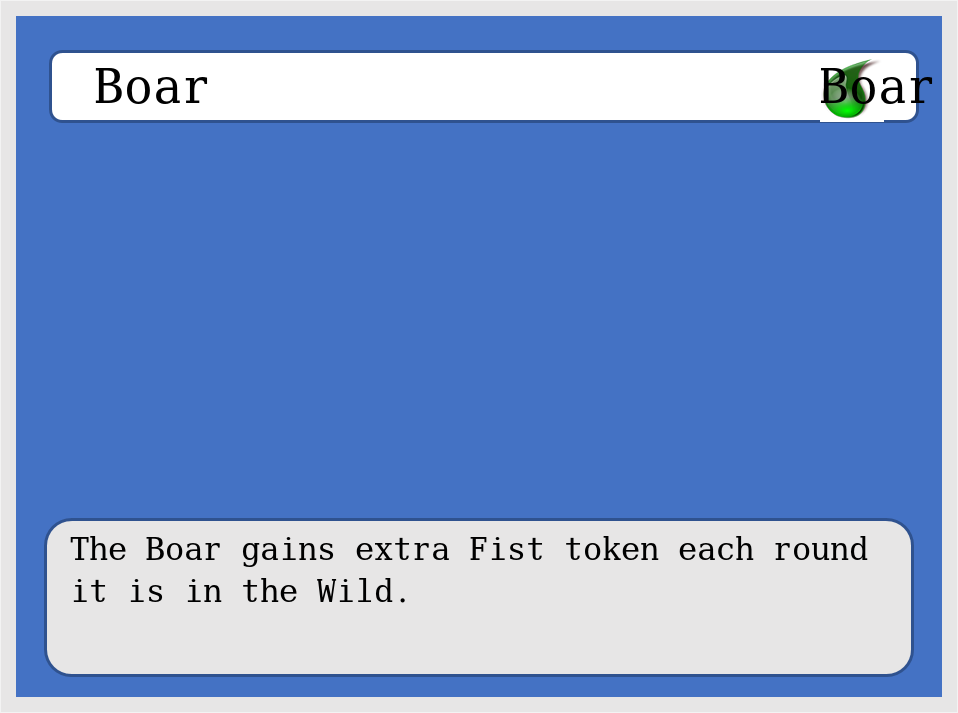 Boar Boar
The Boar gains extra Fist token each round
it is in the Wild.